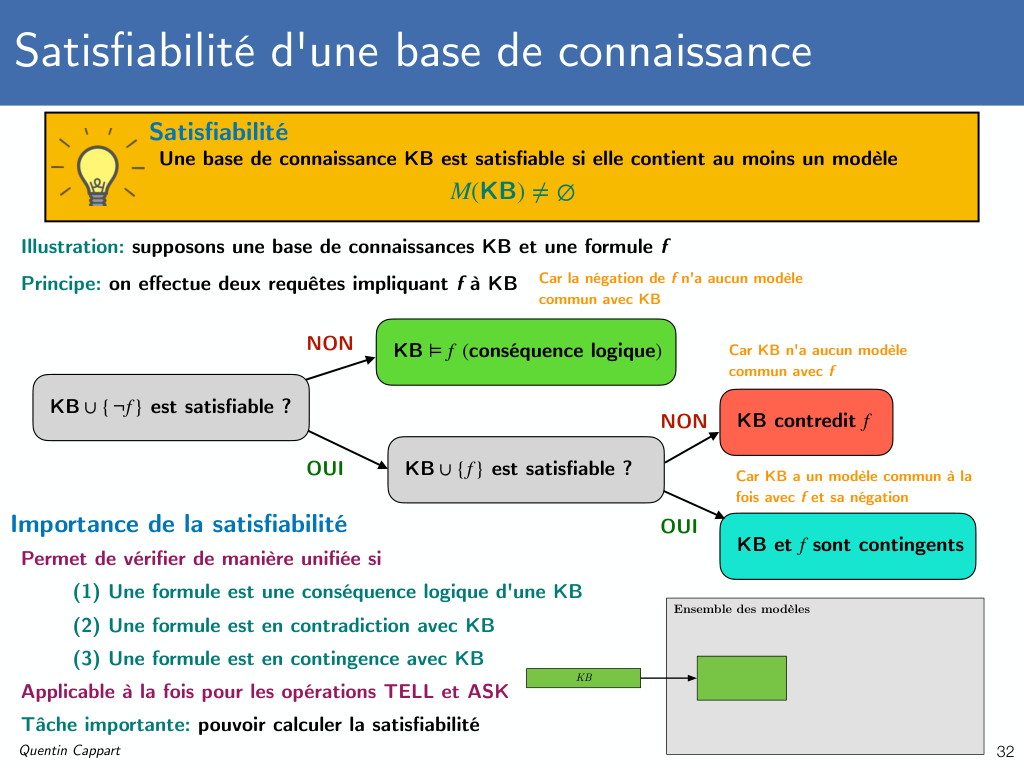 Satisfiabilité d'une base de connaissance
Satisfiabilité
Une base de connaissance KB est satisfiable si elle contient au moins un modèle
M(KB) ≠ ∅
Illustration: supposons une base de connaissances KB et une formule f
Principe: on effectue deux requêtes impliquant f à KB
Car la négation de f n'a aucun modèle
commun avec KB
NON
KB ⊨ f (conséquence logique)
KB ∪ {¬f} est satisfiable ?
OUI
KB ∪ {f} est satisfiable ?
Car KB n'a aucun modèle
commun avec f
NON
KB contredit f
Car KB a un modèle commun à la
fois avec f et sa négation
OUI
KB et f sont contingents
Importance de la satisfiabilité
Permet de vérifier de manière unifiée si
(1) Une formule est une conséquence logique d'une KB
(2) Une formule est en contradiction avec KB
(3) Une formule est en contingence avec KB
Applicable à la fois pour les opérations TELL et ASK
Tâche importante: pouvoir calculer la satisfiabilité
Ensemble des modèles
KB
Quentin Cappart
32